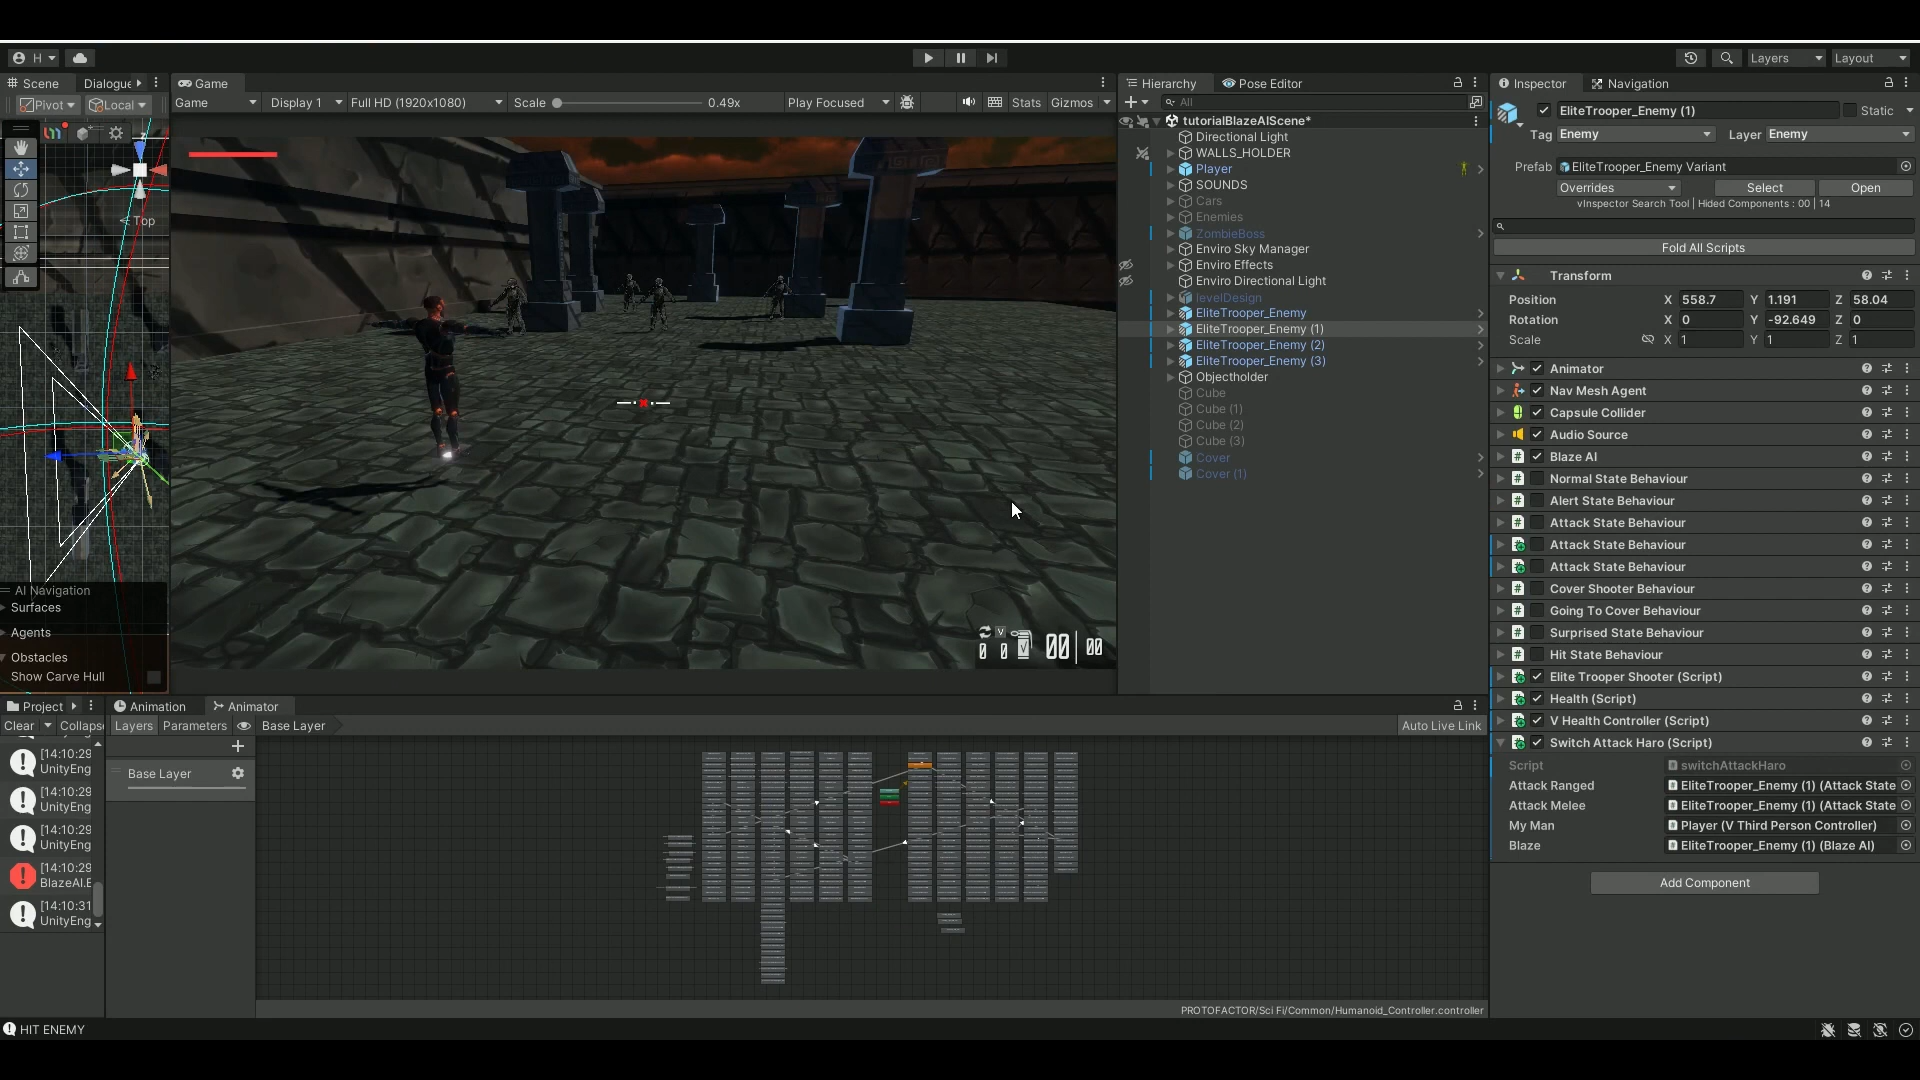 H
Layers
Layout
Scene
Dialogue
Game
Hierarchy
Pose Editor
Inspector
Navigation
Pivot
Local
Game
Display 1
Full HD (1920x1080)
Scale
0.49x
Play Focused
Stats
Gizmos
All
tutorialBlazeAIScene*
Directional Light
WALLS_HOLDER
Player
SOUNDS
Cars
Enemies
ZombieBoss
Enviro Sky Manager
Enviro Effects
Enviro Directional Light
levelDesign
EliteTrooper_Enemy
EliteTrooper_Enemy (1)
EliteTrooper_Enemy (2)
EliteTrooper_Enemy (3)
Objectholder
Cube
Cube (1)
Cube (2)
Cube (3)
Cover
Cover (1)
EliteTrooper_Enemy (1)
Static
Tag Enemy
Layer Enemy
Prefab EliteTrooper_Enemy Variant
Overrides
Select
Open
vInspector Search Tool | Hided Components : 00 | 14
Fold All Scripts
Transform
Position X 558.7 Y 1.191 Z 58.04
Rotation X 0 Y -92.649 Z 0
Scale X 1 Y 1 Z 1
Animator
Nav Mesh Agent
Capsule Collider
Audio Source
Blaze AI
Normal State Behaviour
Alert State Behaviour
Attack State Behaviour
Attack State Behaviour
Attack State Behaviour
Cover Shooter Behaviour
Going To Cover Behaviour
Surprised State Behaviour
Hit State Behaviour
Elite Trooper Shooter (Script)
Health (Script)
V Health Controller (Script)
Switch Attack Haro (Script)
Script switchAttackHaro
Attack Ranged EliteTrooper_Enemy (1) (Attack State
Attack Melee EliteTrooper_Enemy (1) (Attack State
My Man Player (V Third Person Controller)
Blaze EliteTrooper_Enemy (1) (Blaze AI)
Add Component
z
< Top
AI Navigation
Surfaces
Agents
Obstacles
Show Carve Hull
V
0 0 V 00 | 00
Project
Animation
Animator
Clear
Collaps
Layers
Parameters
Base Layer
Auto Live Link
Base Layer
[14:10:29
UnityEng
[14:10:29
UnityEng
[14:10:29
UnityEng
[14:10:29
BlazeAI.E
[14:10:31
UnityEng
PROTOFACTOR/Sci Fi/Common/Humanoid_Controller.controller
HIT ENEMY